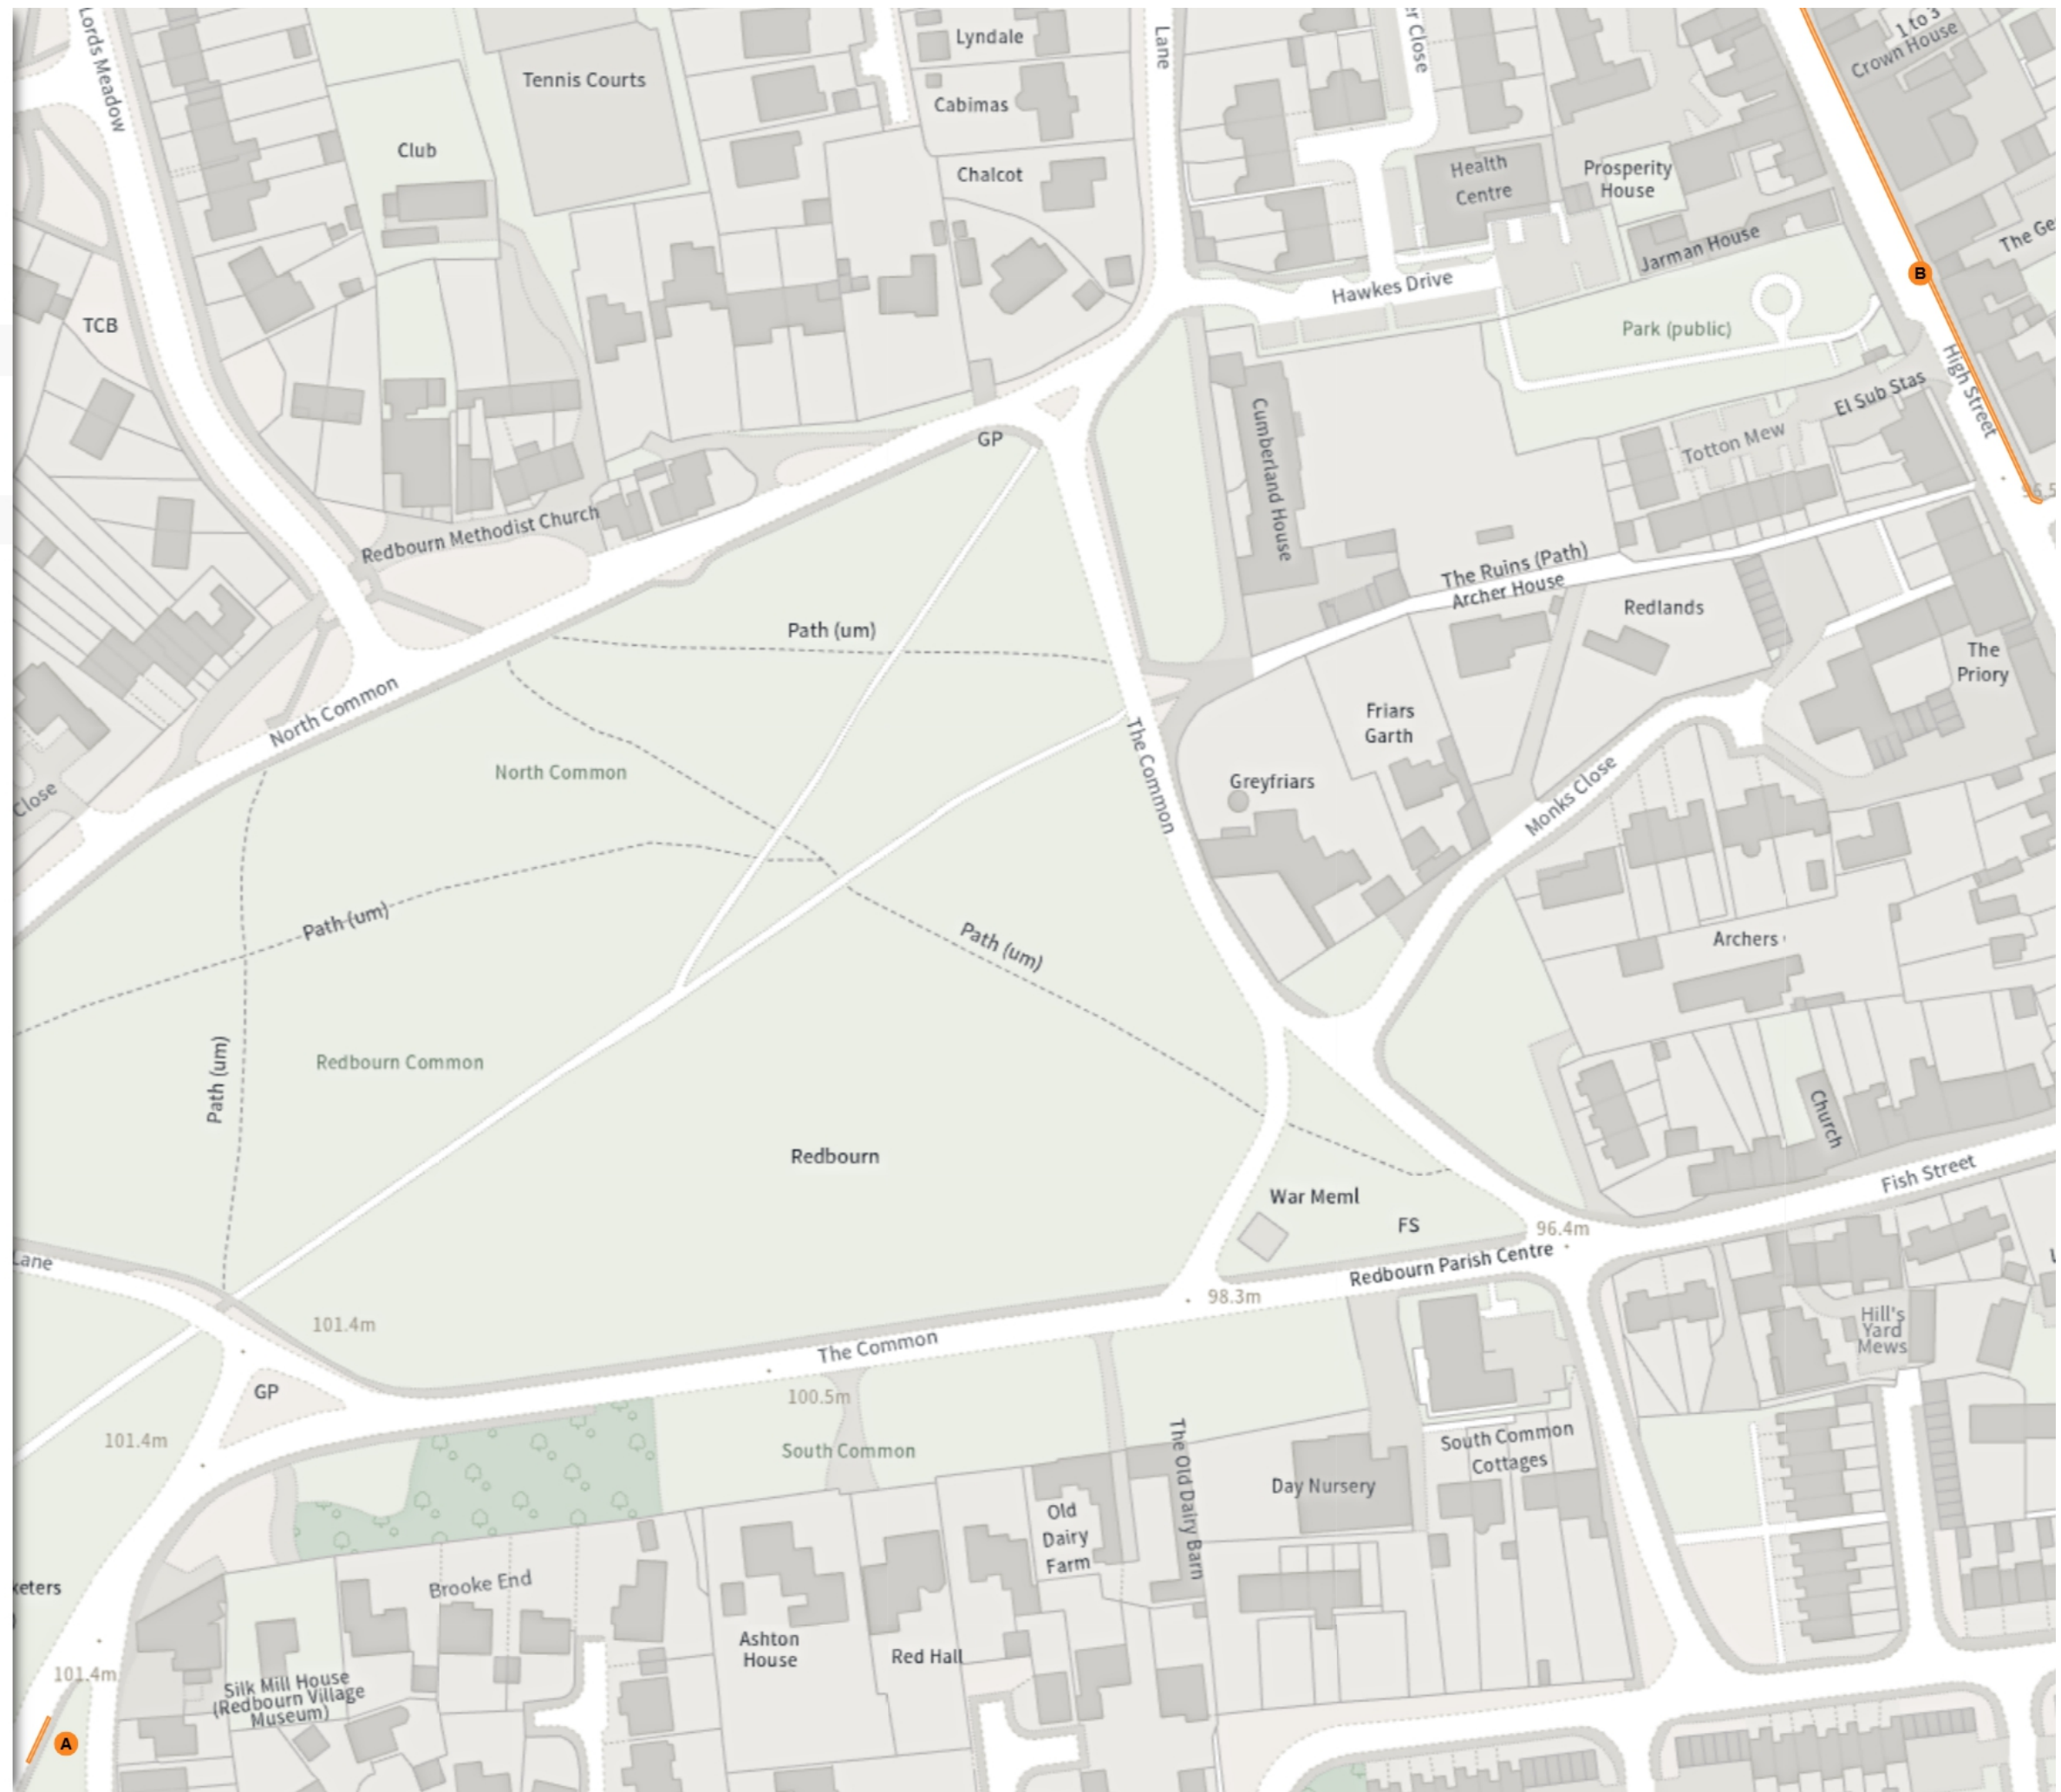 Lords Meadow
Tennis Courts
Lyndale
Lane
1 to 3
Crown House
Cabimas
Club
Chalcot
Health
Centre
Prosperity
House
Jarman House
B
Hawkes Drive
TCB
Park (public)
High Street
El Sub Stas
GP
Cumberland House
Totton Mew
Redbourn Methodist Church
The Ruins (Path)
Archer House
Redlands
Path (um)
The
Priory
North Common
The Common
Friars
Garth
North Common
Greyfriars
Close
Monks Close
Path (um)
Path (um)
Archers
Path (um)
Redbourn Common
Church
Redbourn
Fish Street
War Meml
FS
96.4m
Redbourn Parish Centre
Lane
98.3m
101.4m
Hill's
Yard
Mews
The Common
GP
100.5m
101.4m
South Common
The Old Dairy Barn
South Common
Cottages
Day Nursery
Old
Dairy
Farm
Brooke End
Ashton
House
Red Hall
101.4m
Silk Mill House
(Redbourn Village
Museum)
A